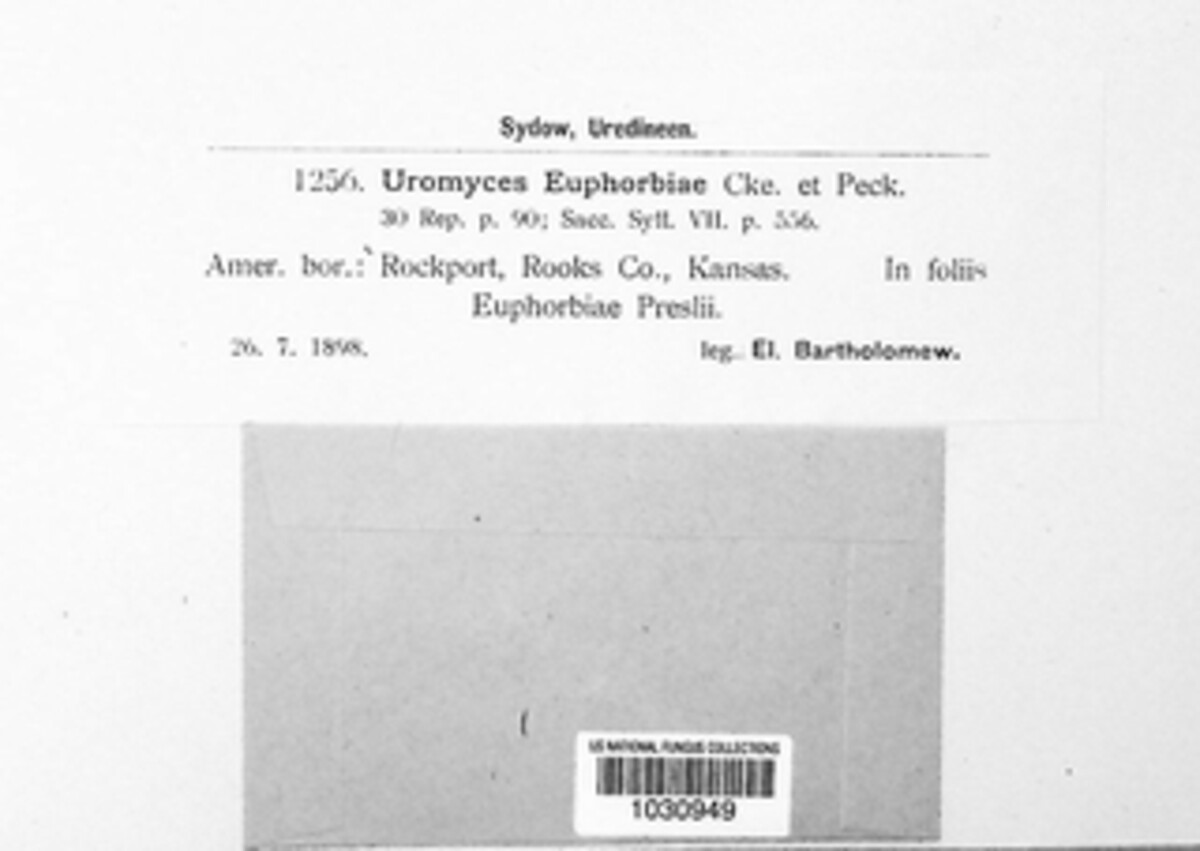 Sydow, Uredineen.
1256. Uromyces Euphorbiae Cke. et Peck.
30 Rep. p. 90; Sacc. Syll. VII. p. 556.
Amer. bor.: Rockport, Rooks Co., Kansas. In foliis
Euphorbiae Preslii.
26. 7. 1898. leg. El. Bartholomew.
US NATIONAL FUNGUS COLLECTIONS
1030949